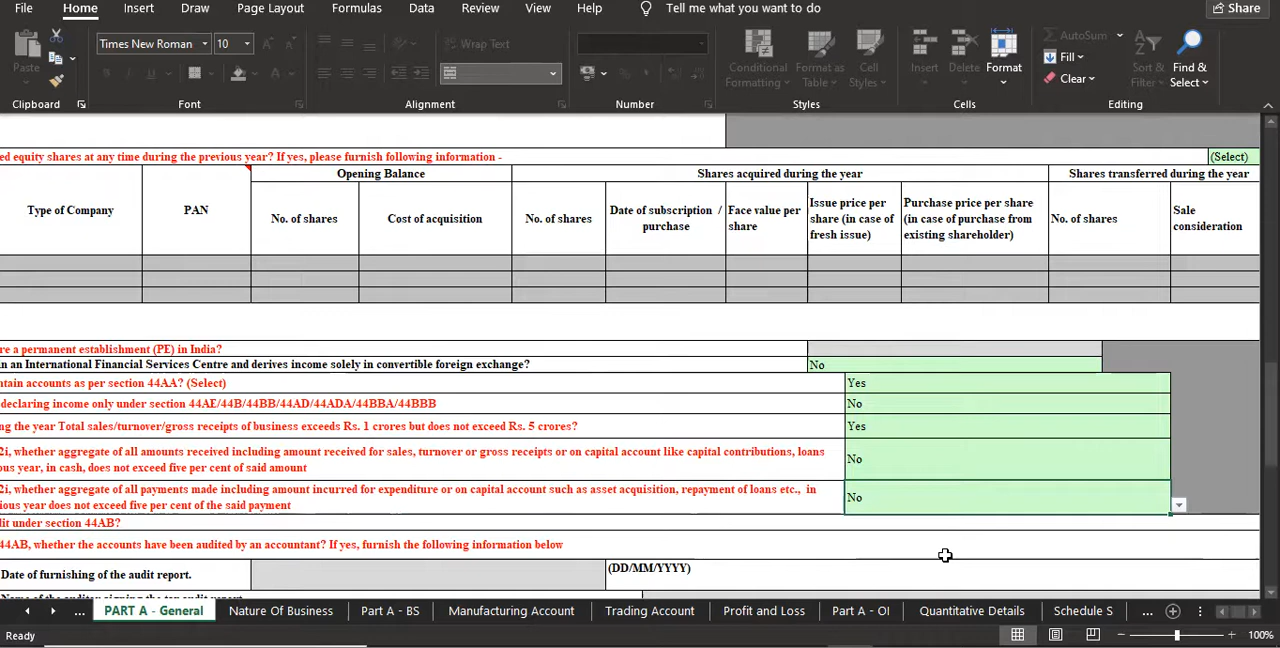 File Home Insert Draw Page Layout Formulas Data Review View Help Tell me what you want to do Share
Paste Times New Roman 10 Wrap Text Conditional Formatting Format as Table Cell Styles Insert Delete Format AutoSum Fill Clear Sort & Filter Find & Select
Clipboard Font Alignment Number Styles Cells Editing
ed equity shares at any time during the previous year? If yes, please furnish following information - (Select)
Opening Balance Shares acquired during the year Shares transferred during the year
Type of Company PAN No. of shares Cost of acquisition No. of shares Date of subscription / purchase Face value per share Issue price per share (in case of fresh issue) Purchase price per share (in case of purchase from existing shareholder) No. of shares Sale consideration
re a permanent establishment (PE) in India?
in an International Financial Services Centre and derives income solely in convertible foreign exchange? No
ntain accounts as per section 44AA? (Select) Yes
declaring income only under section 44AE/44B/44BB/44AD/44ADA/44BBA/44BBB No
ng the year Total sales/turnover/gross receipts of business exceeds Rs. 1 crores but does not exceed Rs. 5 crores? Yes
2i, whether aggregate of all amounts received including amount received for sales, turnover or gross receipts or on capital account like capital contributions, loans
ious year, in cash, does not exceed five per cent of said amount
No
2i, whether aggregate of all payments made including amount incurred for expenditure or on capital account such as asset acquisition, repayment of loans etc., in
ious year does not exceed five per cent of the said payment
No
dit under section 44AB?
44AB, whether the accounts have been audited by an accountant? If yes, furnish the following information below
Date of furnishing of the audit report. (DD/MM/YYYY)
... PART A - General Nature Of Business Part A - BS Manufacturing Account Trading Account Profit and Loss Part A - OI Quantitative Details Schedule S ...
Ready 100%